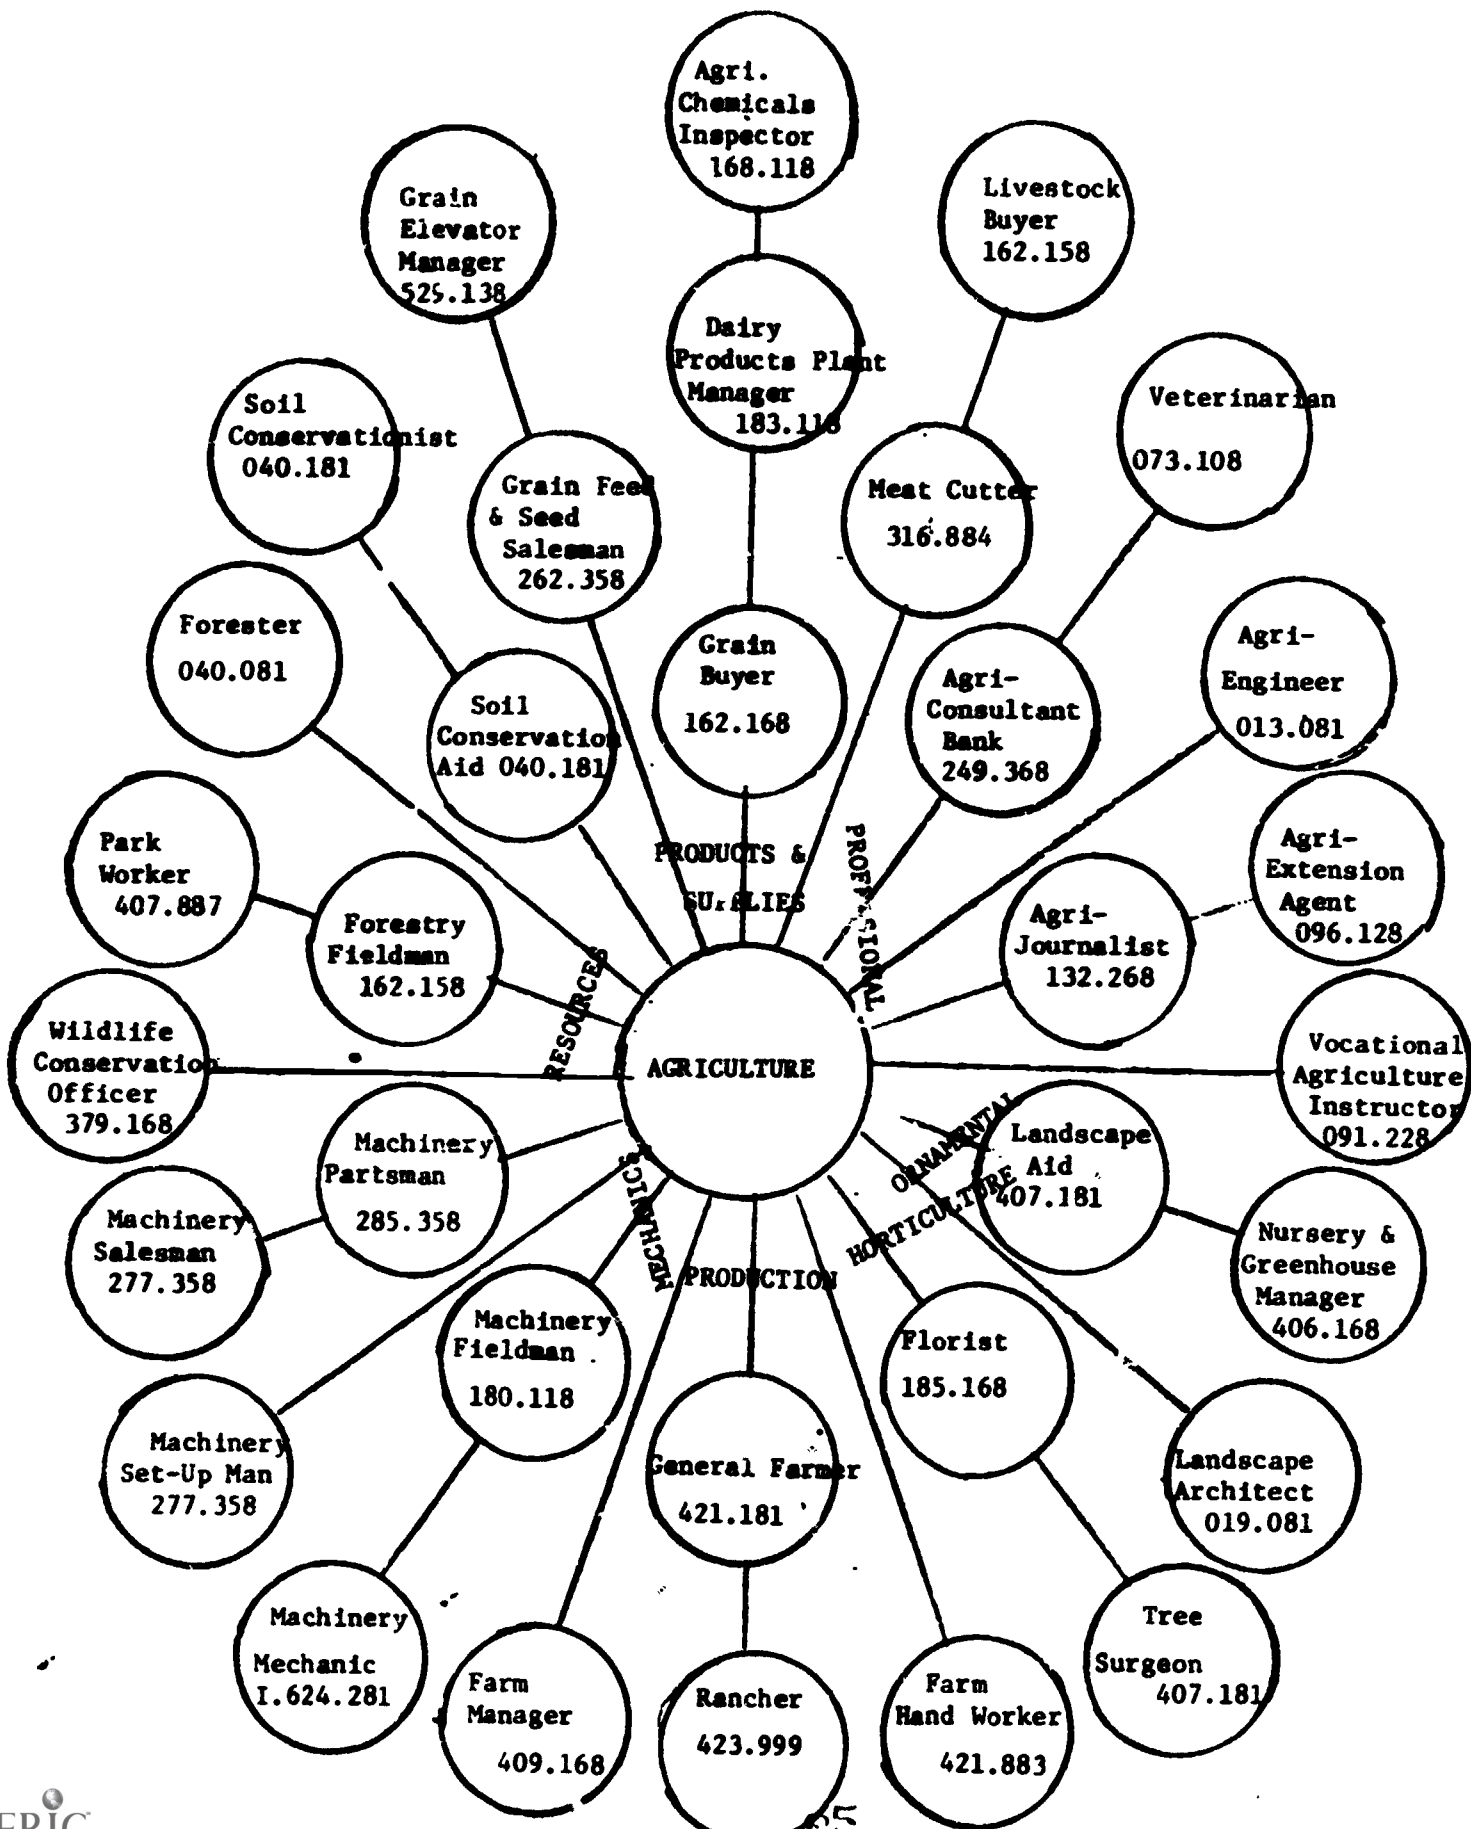 Agri.
Chemicals
Inspector
168.118
Grain
Elevator
Manager
529.138
Livestock
Buyer
162.158
Dairy
Products Plant
Manager
183.118
Soil
Conservationist
040.181
Veterinarian
073.108
Grain Feed
& Seed
Salesman
262.358
Meat Cutter
316.884
Forester
040.081
Grain
Buyer
162.168
Agri-
Engineer
013.081
Soil
Conservation
Aid 040.181
Agri-
Consultant
Bank
249.368
Park
Worker
407.887
PRODUCTS &
SUPPLIES
PROFESSIONAL
Agri-
Extension
Agent
096.128
Forestry
Fieldman
162.158
Agri-
Journalist
132.268
RESOURCES
Wildlife
Conservation
Officer
379.168
AGRICULTURE
Vocational
Agriculture
Instructor
091.228
Machinery
Partsman
285.358
ORNAMENTAL
HORTICULTURE
Landscape
Aid
407.181
Machinery
Salesman
277.358
MECHANICS
PRODUCTION
Nursery &
Greenhouse
Manager
406.168
Machinery
Fieldman
180.118
Florist
185.168
Machinery
Set-Up Man
277.358
General Farmer
421.181
Landscape
Architect
019.081
Machinery
Mechanic
I.624.281
Farm
Manager
409.168
Rancher
423.999
Farm
Hand Worker
421.883
Tree
Surgeon
407.181
ERIC